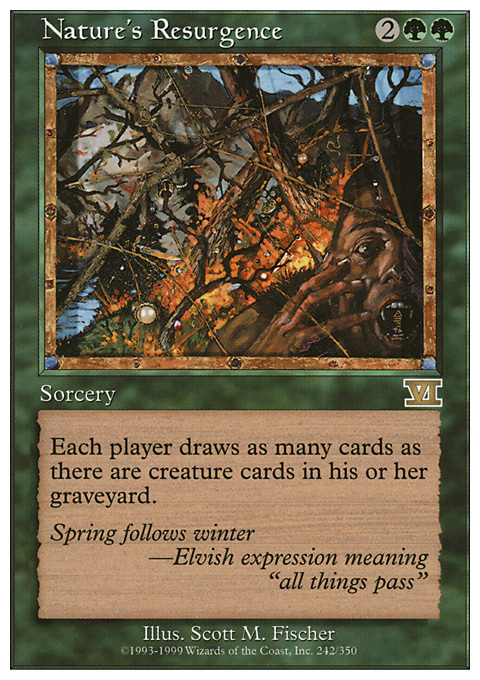 Nature's Resurgence 2
Sorcery VI
Each player draws as many cards as
there are creature cards in his or her
graveyard.
Spring follows winter
—Elvish expression meaning
"all things pass"
Illus. Scott M. Fischer
©1993-1999 Wizards of the Coast, Inc. 242/350